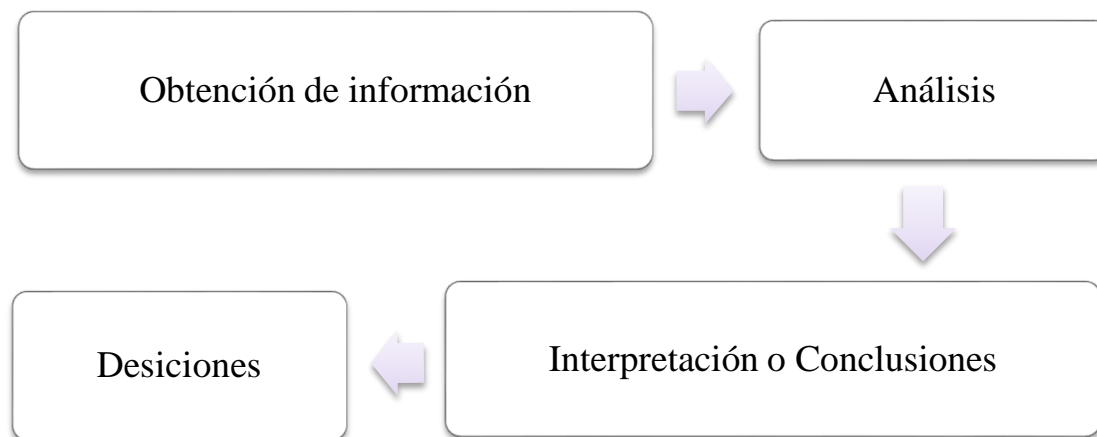 Obtención de información
Análisis
Interpretación o Conclusiones
Desiciones